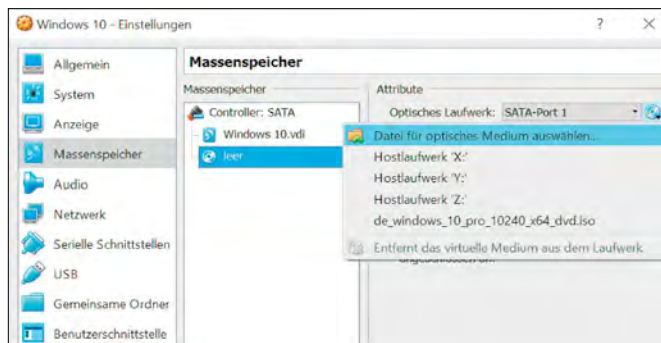 Windows 10 - Einstellungen
?
Allgemein
System
Anzeige
Massenspeicher
Audio
Netzwerk
Serielle Schnittstellen
USB
Gemeinsame Ordner
Benutzerschnittstelle
Massenspeicher
Massenspeicher
Controller: SATA
Windows 10.vdi
leer
Attribute
Optisches Laufwerk: SATA-Port 1
Datei für optisches Medium auswählen...
Hostlaufwerk 'X:'
Hostlaufwerk 'Y:'
Hostlaufwerk 'Z:'
de_windows_10_pro_10240_x64_dvd.iso
Entfernt das virtuelle Medium aus dem Laufwerk